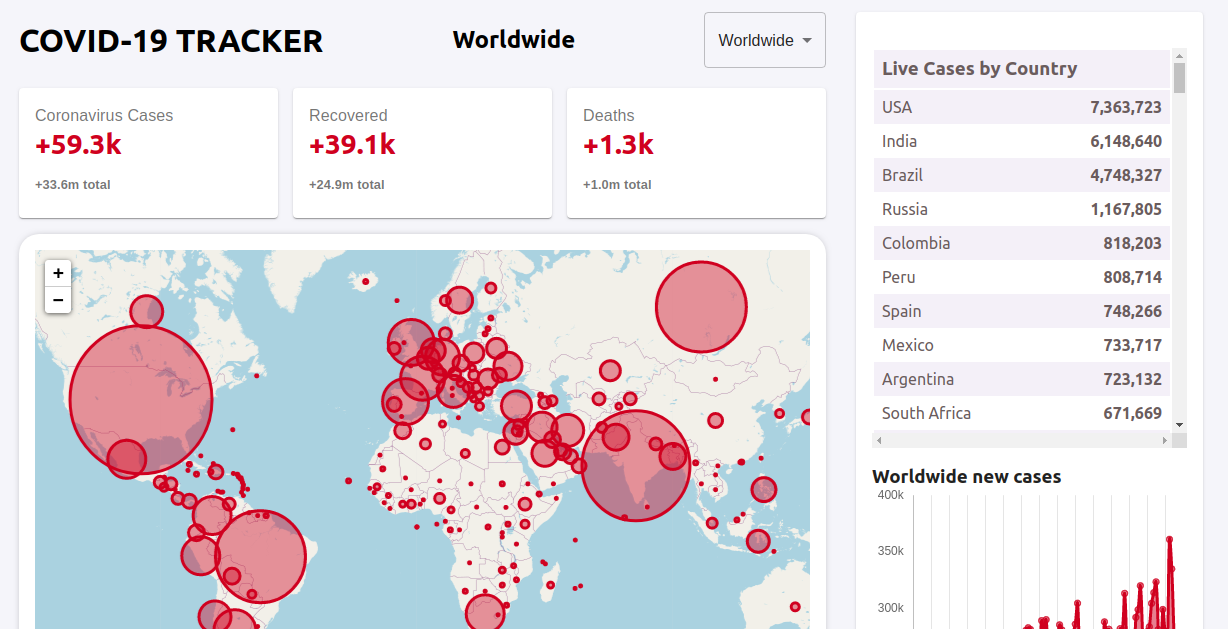 COVID-19 TRACKER
Worldwide
Worldwide
Coronavirus Cases
+59.3k
+33.6m total
Recovered
+39.1k
+24.9m total
Deaths
+1.3k
+1.0m total
+
−
Live Cases by Country
USA 7,363,723
India 6,148,640
Brazil 4,748,327
Russia 1,167,805
Colombia 818,203
Peru 808,714
Spain 748,266
Mexico 733,717
Argentina 723,132
South Africa 671,669
Worldwide new cases
400k
350k
300k